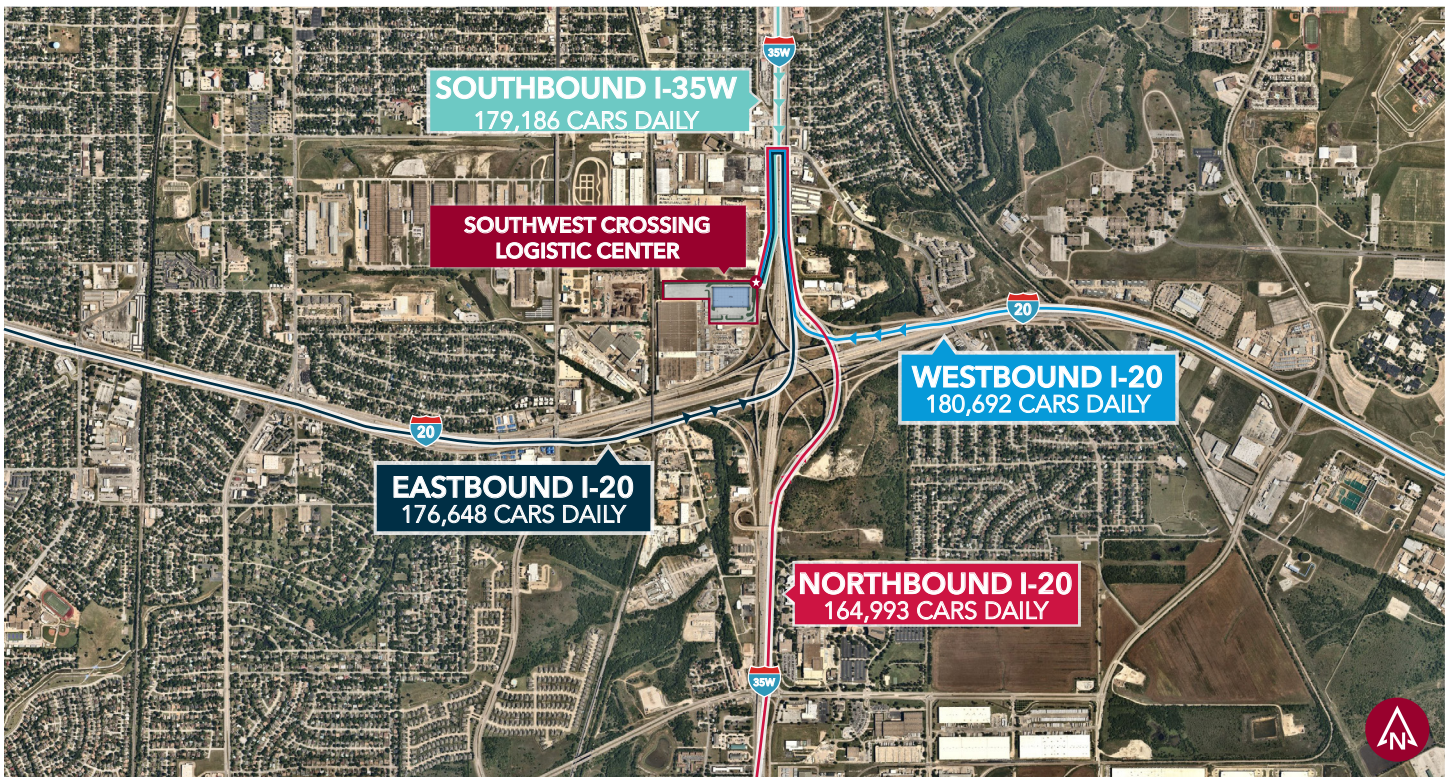 35W
SOUTHBOUND I-35W
179,186 CARS DAILY
SOUTHWEST CROSSING
LOGISTIC CENTER
20
WESTBOUND I-20
180,692 CARS DAILY
20
EASTBOUND I-20
176,648 CARS DAILY
NORTHBOUND I-20
164,993 CARS DAILY
35W
N